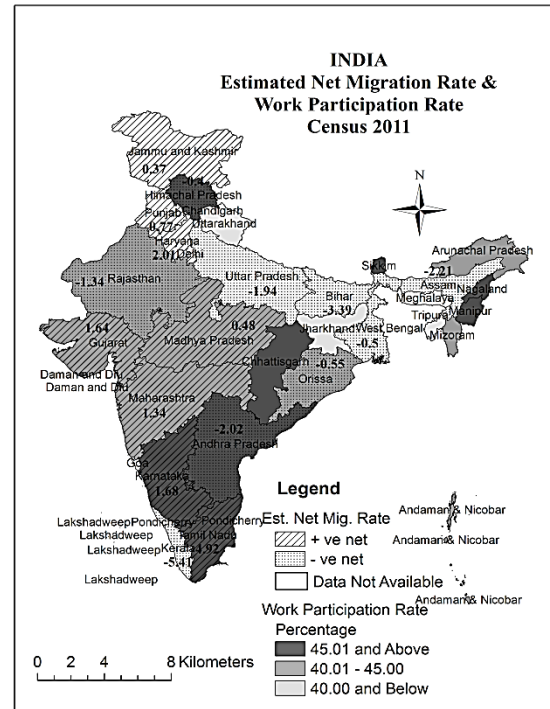 INDIA
Estimated Net Migration Rate &
Work Participation Rate
Census 2011
N
Jammu and Kashmir
0.37
-0.4
Himachal Pradesh
Punjab
Chandigarh
0.77
Uttarakhand
Haryana
2.01
Delhi
Arunachal Pradesh
Sikkim
-2.21
-1.34
Rajasthan
Uttar Pradesh
-1.94
Bihar
-3.39
Assam
Nagaland
Meghalaya
Manipur
Tripura
Mizoram
1.64
Gujarat
0.48
Madhya Pradesh
Jharkhand
West Bengal
-0.5
Chhattisgarh
-0.55
Orissa
Daman and Diu
Daman and Diu
Maharashtra
1.34
-2.02
Andhra Pradesh
Goa
Karnataka
1.68
Lakshadweep
Pondicherry
Pondicherry
Lakshadweep
Tamil Nadu
Lakshadweep
Kerala
4.92
-5.41
Lakshadweep
Andaman & Nicobar
Andaman & Nicobar
Andaman & Nicobar
Legend
Est. Net Mig. Rate
+ ve net
- ve net
Data Not Available
Work Participation Rate
Percentage
45.01 and Above
40.01 - 45.00
40.00 and Below
0 2 4 8 Kilometers